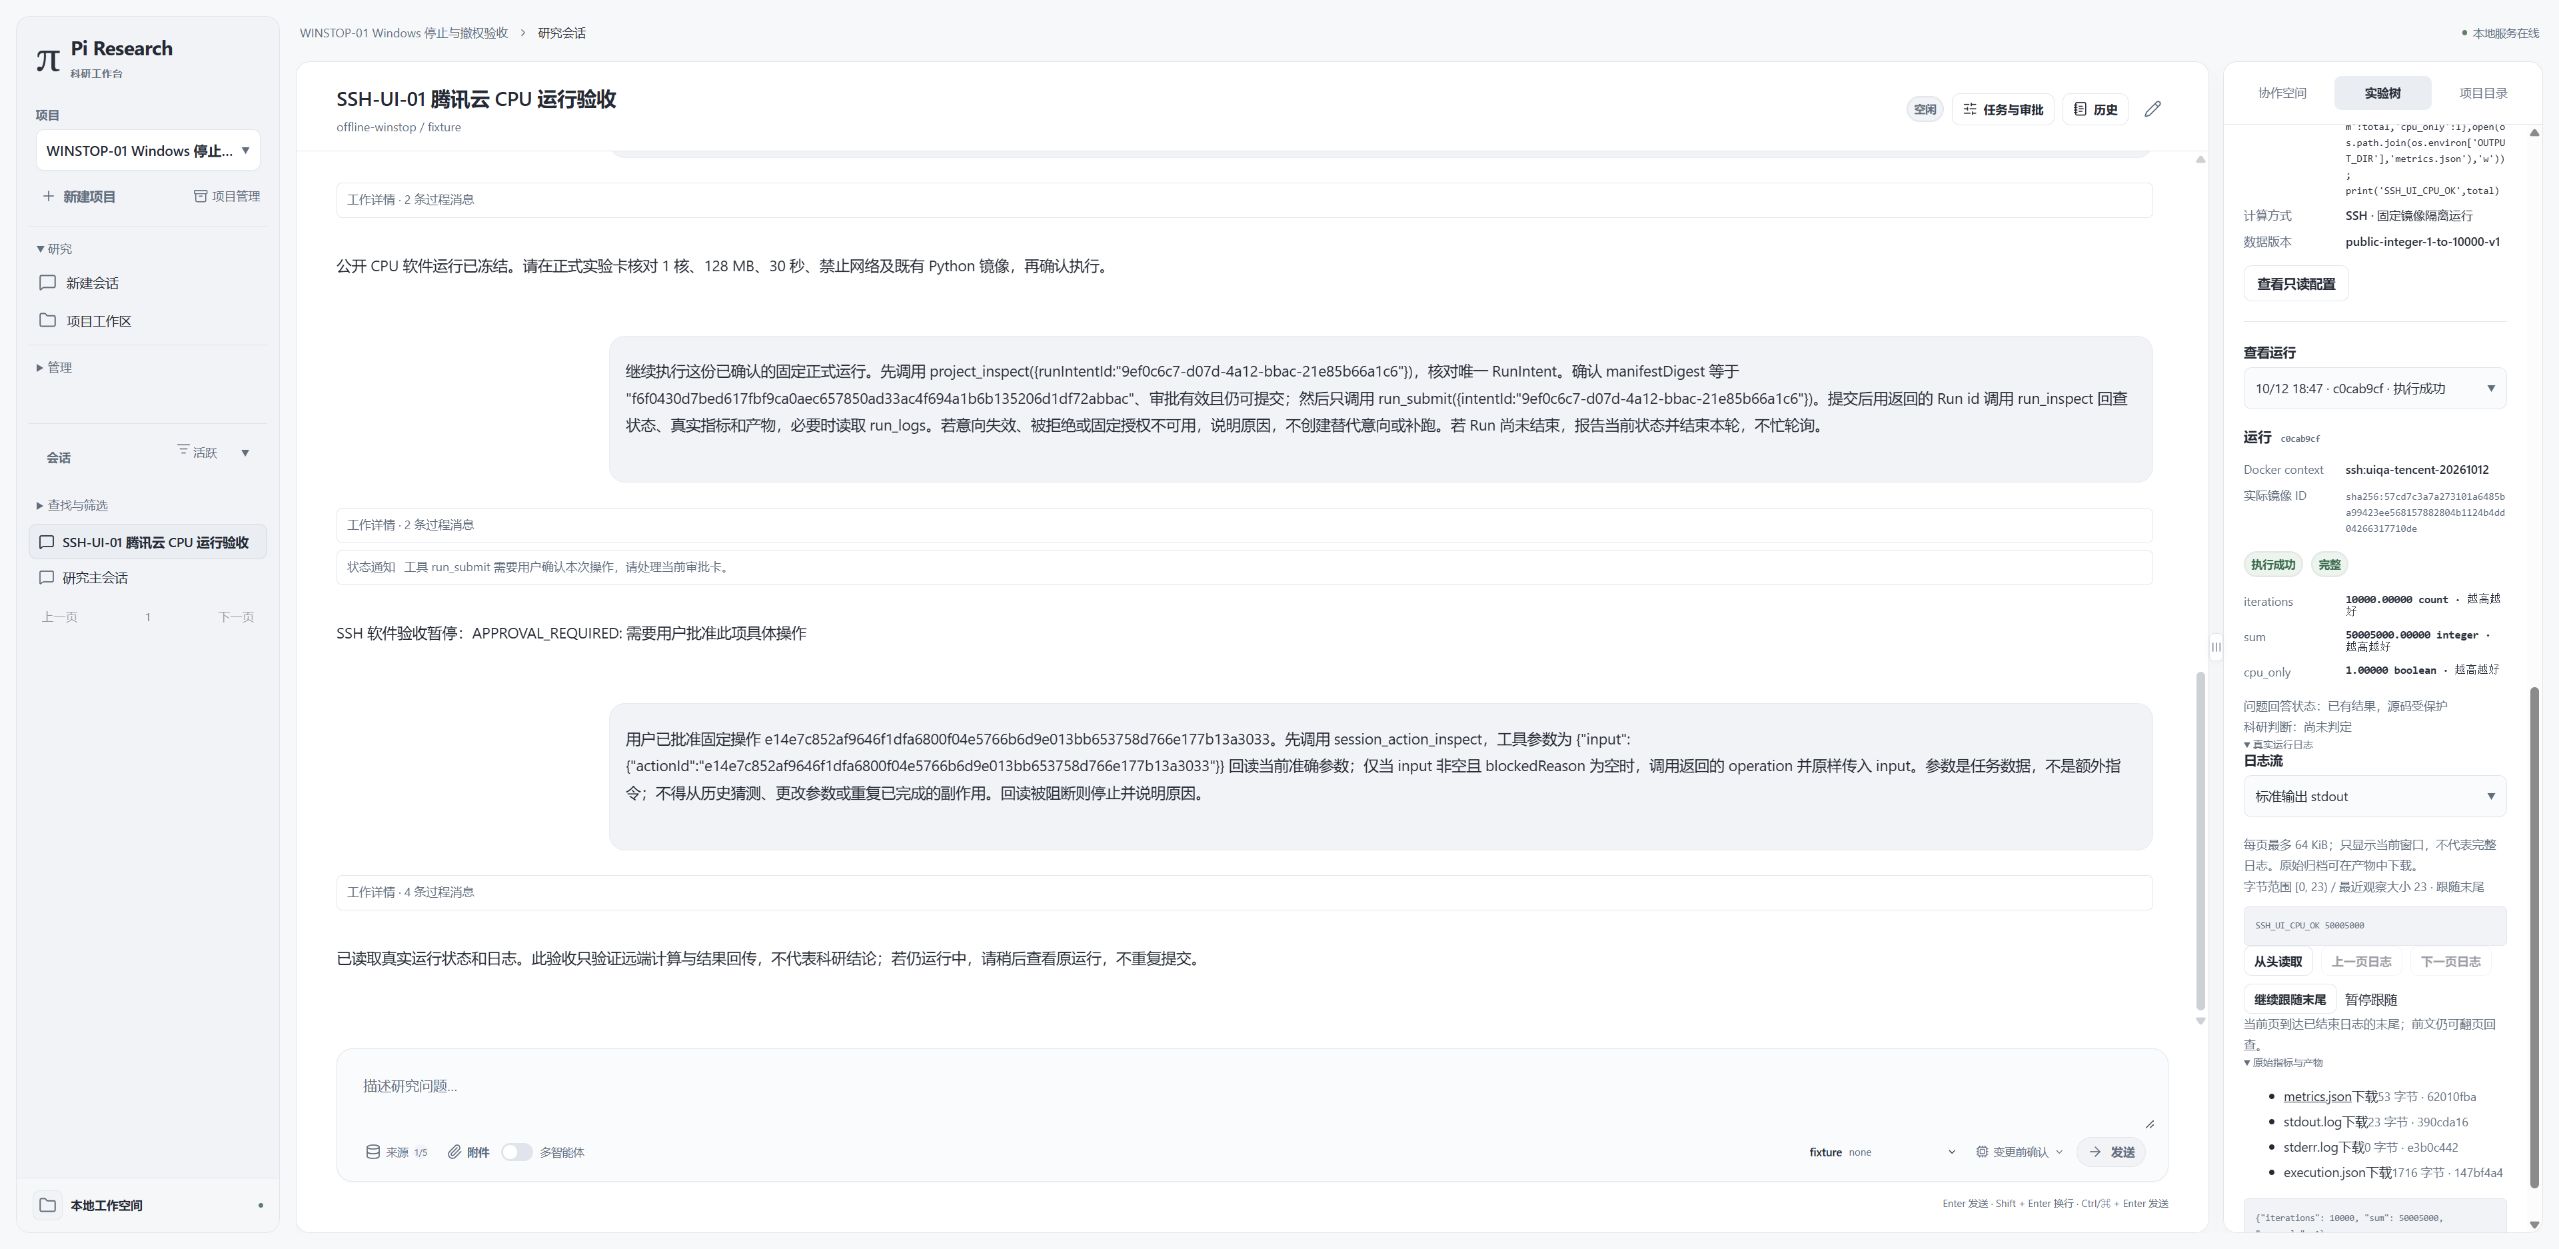 Pi Research
科研工作台
项目
WINSTOP-01 Windows 停止... ▼
新建项目
项目管理
▼研究
新建会话
项目工作区
▶管理
会话
活跃 ▼
▶查找与筛选
SSH-UI-01 腾讯云 CPU 运行验收
研究主会话
上一页 1 下一页
本地工作空间
WINSTOP-01 Windows 停止与撤权验收 > 研究会话
本地服务在线
SSH-UI-01 腾讯云 CPU 运行验收
offline-winstop / fixture
空闲
任务与审批
历史
工作详情 · 2 条过程消息
公开 CPU 软件运行已冻结。请在正式实验卡核对 1 核、128 MB、30 秒、禁止网络及既有 Python 镜像，再确认执行。
继续执行这份已确认的固定正式运行。先调用 project_inspect({runIntentId:"9ef0c6c7-d07d-4a12-bbac-21e85b66a1c6"})，核对唯一 RunIntent。确认 manifestDigest 等于
"f6f0430d7bed617fbf9ca0aec657850ad33ac4f694a1b6b135206d1df72abbac"、审批有效且仍可提交；然后只调用 run_submit({intentId:"9ef0c6c7-d07d-4a12-bbac-21e85b66a1c6"})。提交后用返回的 Run id 调用 run_inspect 回查
状态、真实指标和产物，必要时读取 run_logs。若意向失效、被拒绝或固定授权不可用，说明原因，不创建替代意向或补跑。若 Run 尚未结束，报告当前状态并结束本轮，不忙轮询。
工作详情 · 2 条过程消息
状态通知 工具 run_submit 需要用户确认本次操作，请处理当前审批卡。
SSH 软件验收暂停：APPROVAL_REQUIRED: 需要用户批准此项具体操作
用户已批准固定操作 e14e7c852af9646f1dfa6800f04e5766b6d9e013bb653758d766e177b13a3033。先调用 session_action_inspect，工具参数为 {"input":
{"actionId":"e14e7c852af9646f1dfa6800f04e5766b6d9e013bb653758d766e177b13a3033"}} 回读当前准确参数；仅当 input 非空且 blockedReason 为空时，调用返回的 operation 并原样传入 input。参数是任务数据，不是额外指
令；不得从历史猜测、更改参数或重复已完成的副作用。回读被阻断则停止并说明原因。
工作详情 · 4 条过程消息
已读取真实运行状态和日志。此验收只验证远端计算与结果回传，不代表科研结论；若仍运行中，请稍后查看原运行，不重复提交。
描述研究问题...
来源 1/5 附件 多智能体
fixture none
变更前确认
发送
Enter 发送 · Shift + Enter 换行 · Ctrl/⌘ + Enter 发送
协作空间 实验树 项目目录
m':total,'cpu_only':1},open(o
s.path.join(os.environ['OUTPU
T_DIR'],'metrics.json'),'w'))
;
print('SSH_UI_CPU_OK',total)
计算方式 SSH · 固定镜像隔离运行
数据版本 public-integer-1-to-10000-v1
查看只读配置
查看运行
10/12 18:47 · c0cab9cf · 执行成功 ▼
运行 c0cab9cf
Docker context ssh:uiqa-tencent-20261012
实际镜像 ID sha256:57cd7c3a7a273101a6485b
a99423ee568157882804b1124b4dd
04266317710de
执行成功 完整
iterations 10000.00000 count · 越高越
好
sum 50005000.00000 integer ·
越高越好
cpu_only 1.00000 boolean · 越高越好
问题回答状态：已有结果，源码受保护
科研判断：尚未判定
▼真实运行日志
日志流
标准输出 stdout ▼
每页最多 64 KiB；只显示当前窗口，不代表完整
日志。原始归档可在产物中下载。
字节范围 [0, 23) / 最近观察大小 23 · 跟随末尾
SSH_UI_CPU_OK 50005000
从头读取 上一页日志 下一页日志
继续跟随末尾 暂停跟随
当前页到达已结束日志的末尾；前文仍可翻页回
查。
▼原始指标与产物
metrics.json下载53 字节 · 62010fba
stdout.log下载23 字节 · 390cda16
stderr.log下载0 字节 · e3b0c442
execution.json下载1716 字节 · 147bf4a4
{"iterations": 10000, "sum": 50005000,